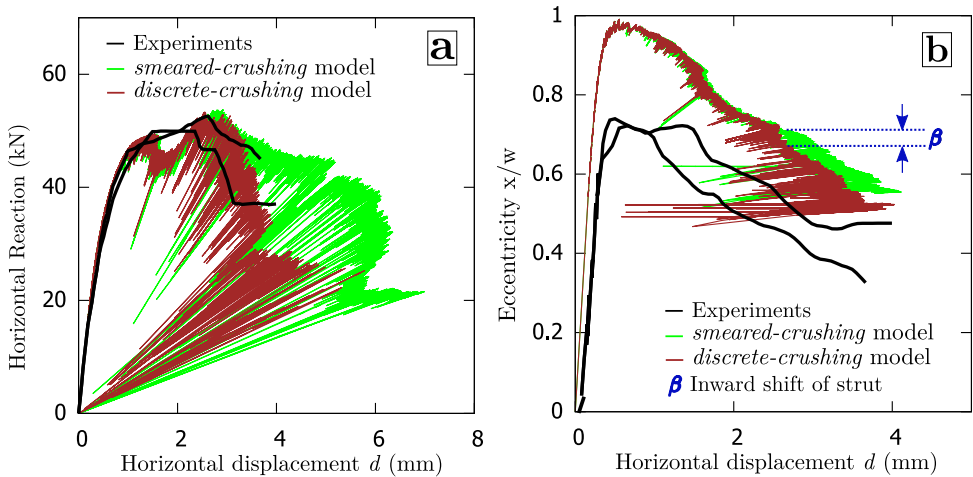 a
Experiments
smeared-crushing model
discrete-crushing model
Horizontal Reaction (kN)
60
40
20
0
0 2 4 6 8
Horizontal displacement d (mm)
b
β
Eccentricity x/w
1
0.8
0.6
0.4
0.2
0
Experiments
smeared-crushing model
discrete-crushing model
β Inward shift of strut
0 2 4
Horizontal displacement d (mm)